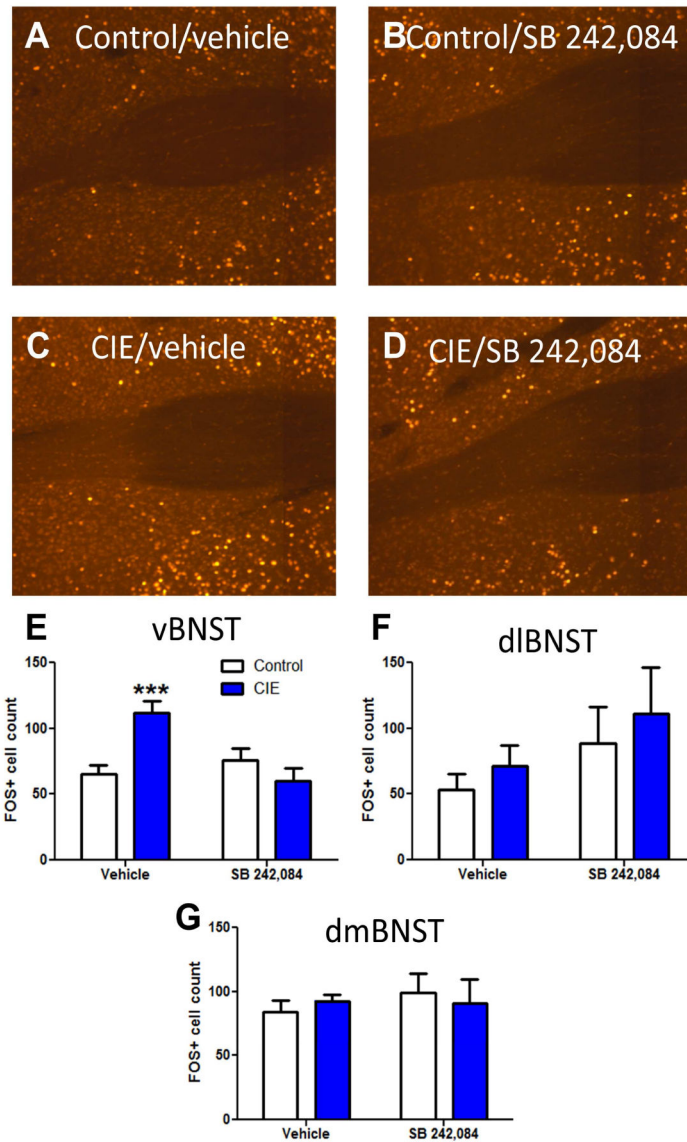 A Control/vehicle
B Control/SB 242,084
C CIE/vehicle
D CIE/SB 242,084
E vBNST
150
100
50
0
FOS+ cell count
***
Control
CIE
Vehicle SB 242,084
F dlBNST
150
100
50
0
FOS+ cell count
Vehicle SB 242,084
G dmBNST
150
100
50
0
FOS+ cell count
Vehicle SB 242,084